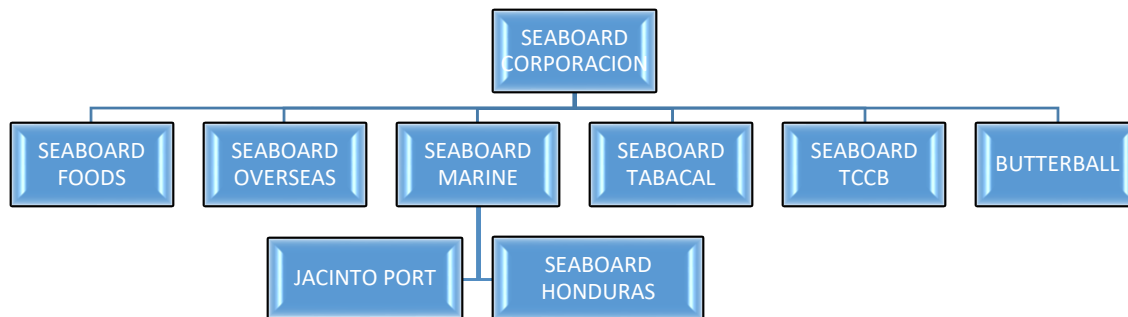 SEABOARD
CORPORACION
SEABOARD
FOODS
SEABOARD
OVERSEAS
SEABOARD
MARINE
SEABOARD
TABACAL
SEABOARD
TCCB
BUTTERBALL
JACINTO PORT
SEABOARD
HONDURAS